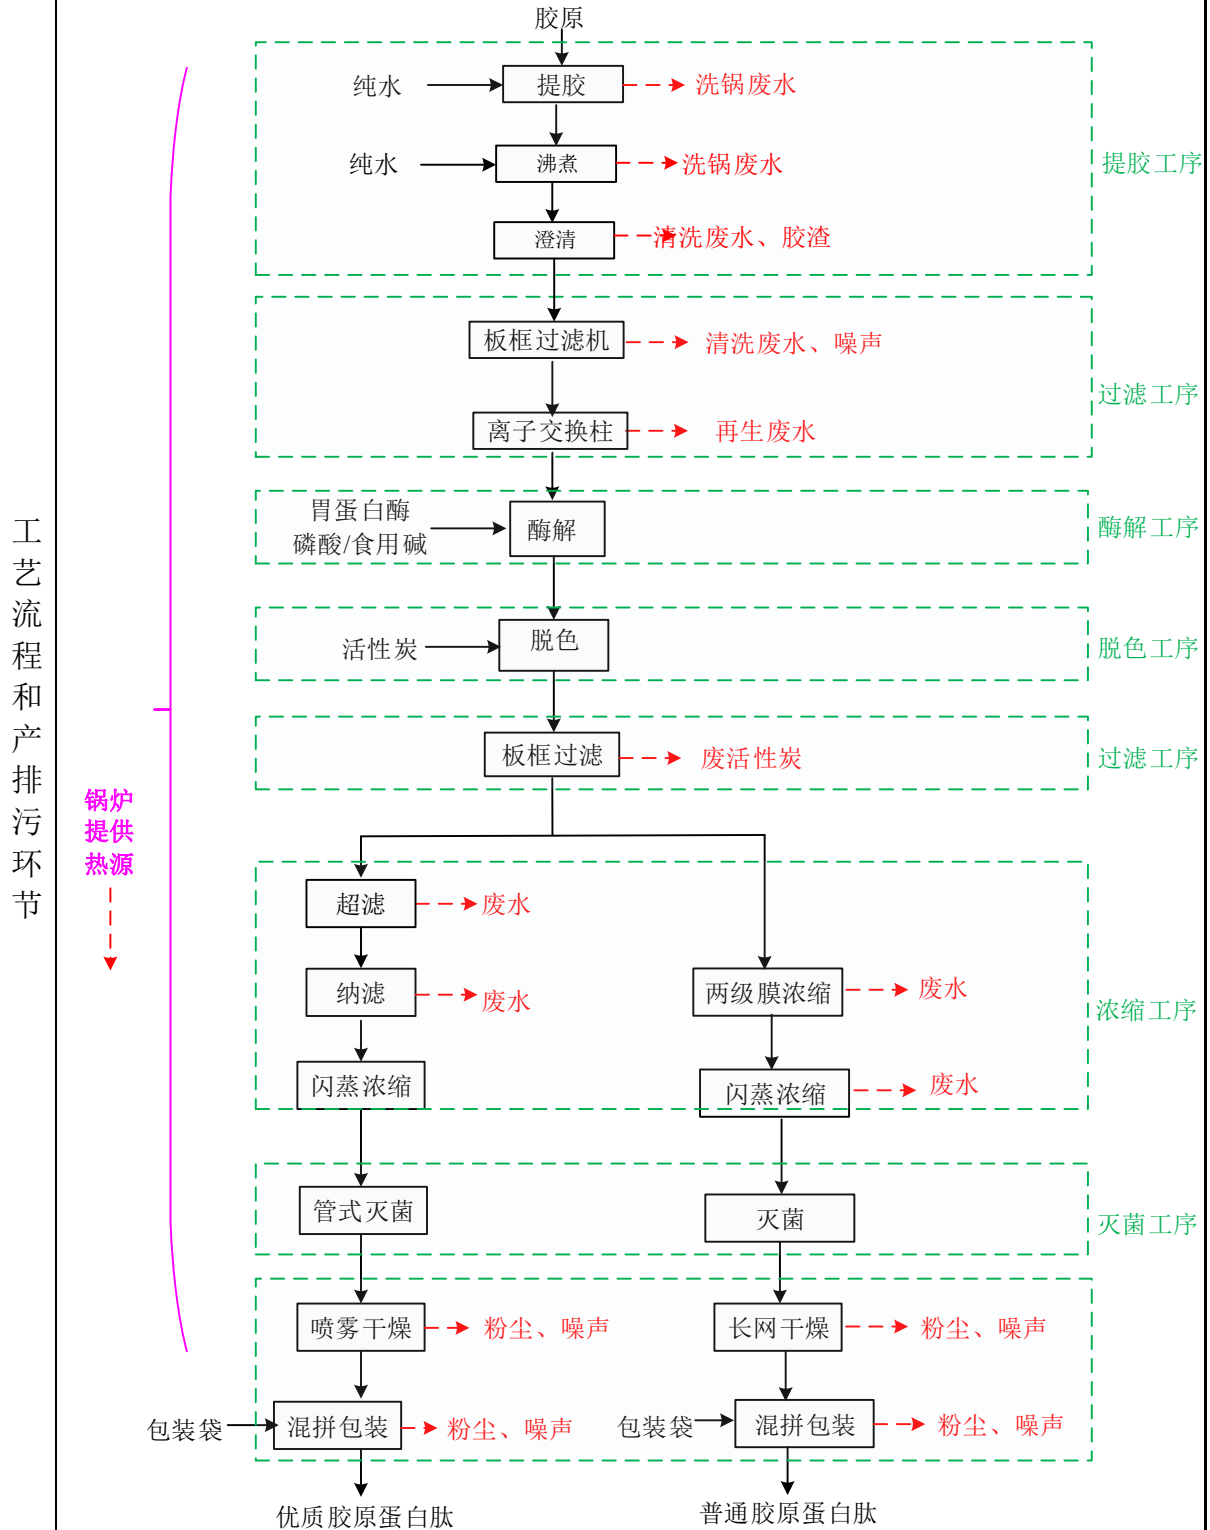 胶原
纯水
提胶
洗锅废水
纯水
沸煮
洗锅废水
提胶工序
澄清
清洗废水、胶渣
板框过滤机
清洗废水、噪声
过滤工序
离子交换柱
再生废水
胃蛋白酶
磷酸/食用碱
酶解
酶解工序
活性炭
脱色
脱色工序
板框过滤
废活性炭
过滤工序
工艺流程和产排污环节
锅炉
提供
热源
超滤
废水
纳滤
废水
两级膜浓缩
废水
浓缩工序
闪蒸浓缩
闪蒸浓缩
废水
管式灭菌
灭菌
灭菌工序
喷雾干燥
粉尘、噪声
长网干燥
粉尘、噪声
包装袋
混拼包装
粉尘、噪声
包装袋
混拼包装
粉尘、噪声
优质胶原蛋白肽
普通胶原蛋白肽